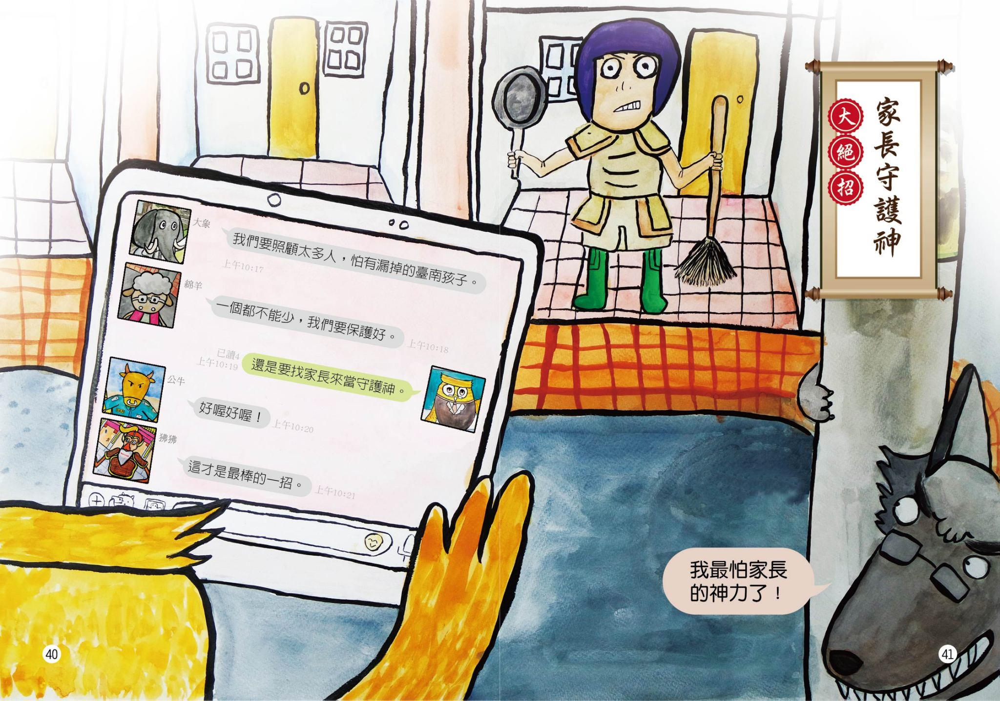 大象
我們要照顧太多人，怕有漏掉的臺南孩子。
上午10:17
綿羊
一個都不能少，我們要保護好。
上午10:18
已讀4
上午10:19
還是要找家長來當守護神。
公牛
好喔好喔！
上午10:20
狒狒
這才是最棒的一招。
上午10:21
家長守護神
大絕招
我最怕家長
的神力了！
40
41